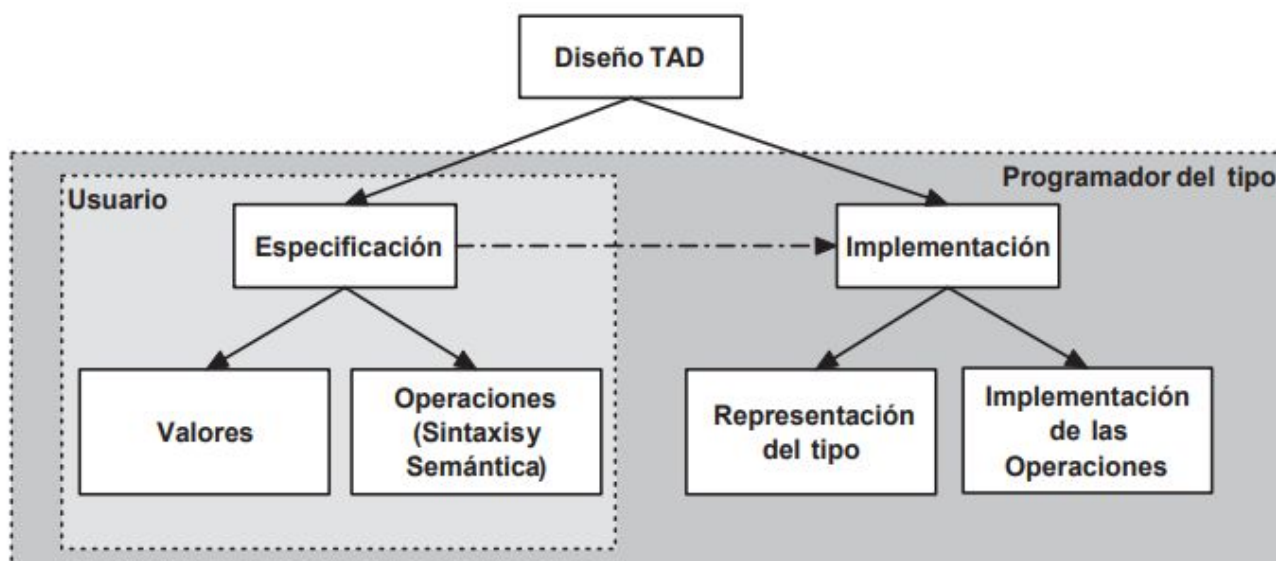 Diseño TAD
Programador del tipo
Usuario
Especificación
Implementación
Valores
Operaciones
(Sintaxisy
Semántica)
Representación
del tipo
Implementación
de las
Operaciones